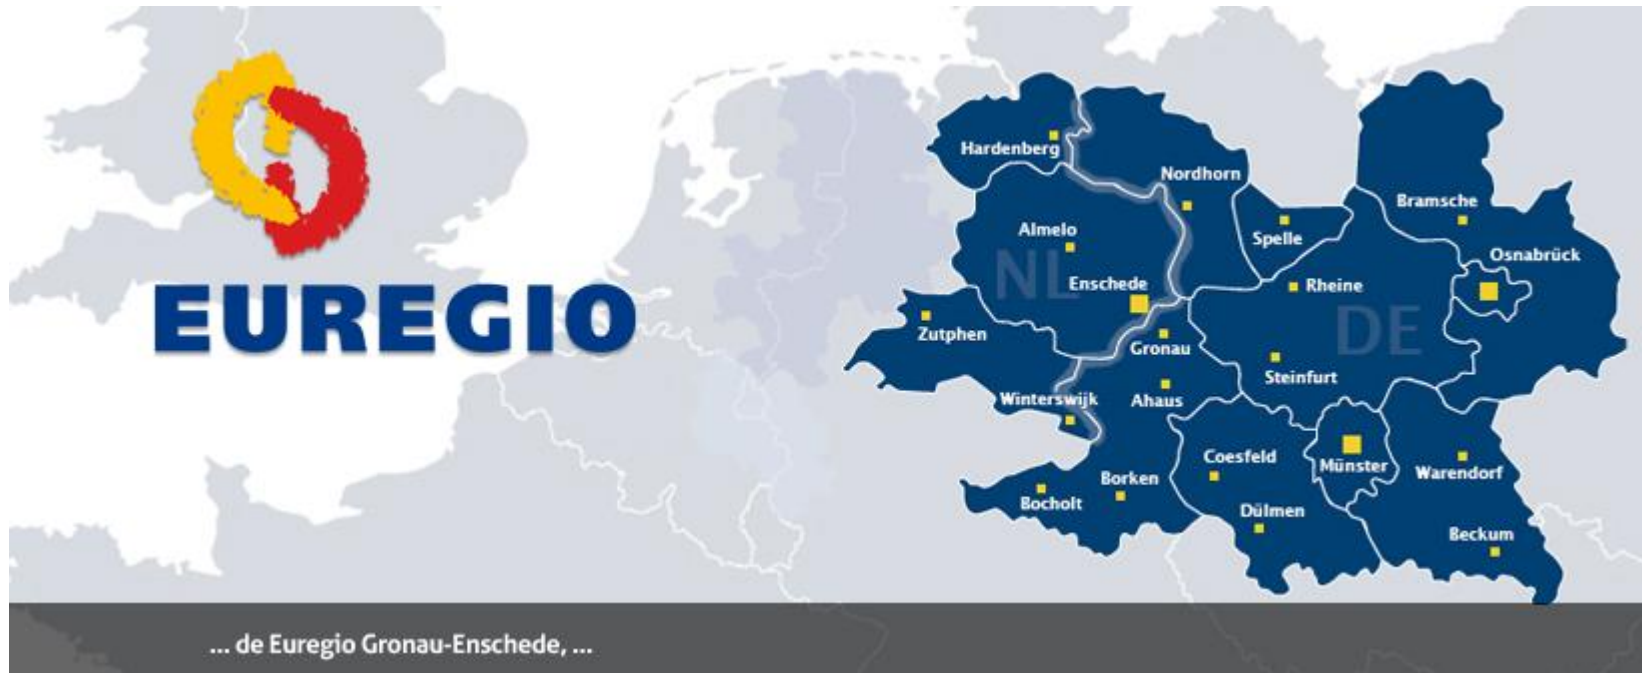 EUREGIO
Hardenberg
Nordhorn
Bramsche
Almelo
Spelle
Osnabrück
NL
Enschede
Rheine
Zutphen
Gronau
DE
Steinfurt
Winterswijk
Ahaus
Coesfeld
Münster
Warendorf
Borken
Bocholt
Dülmen
Beckum
... de Euregio Gronau-Enschede, ...